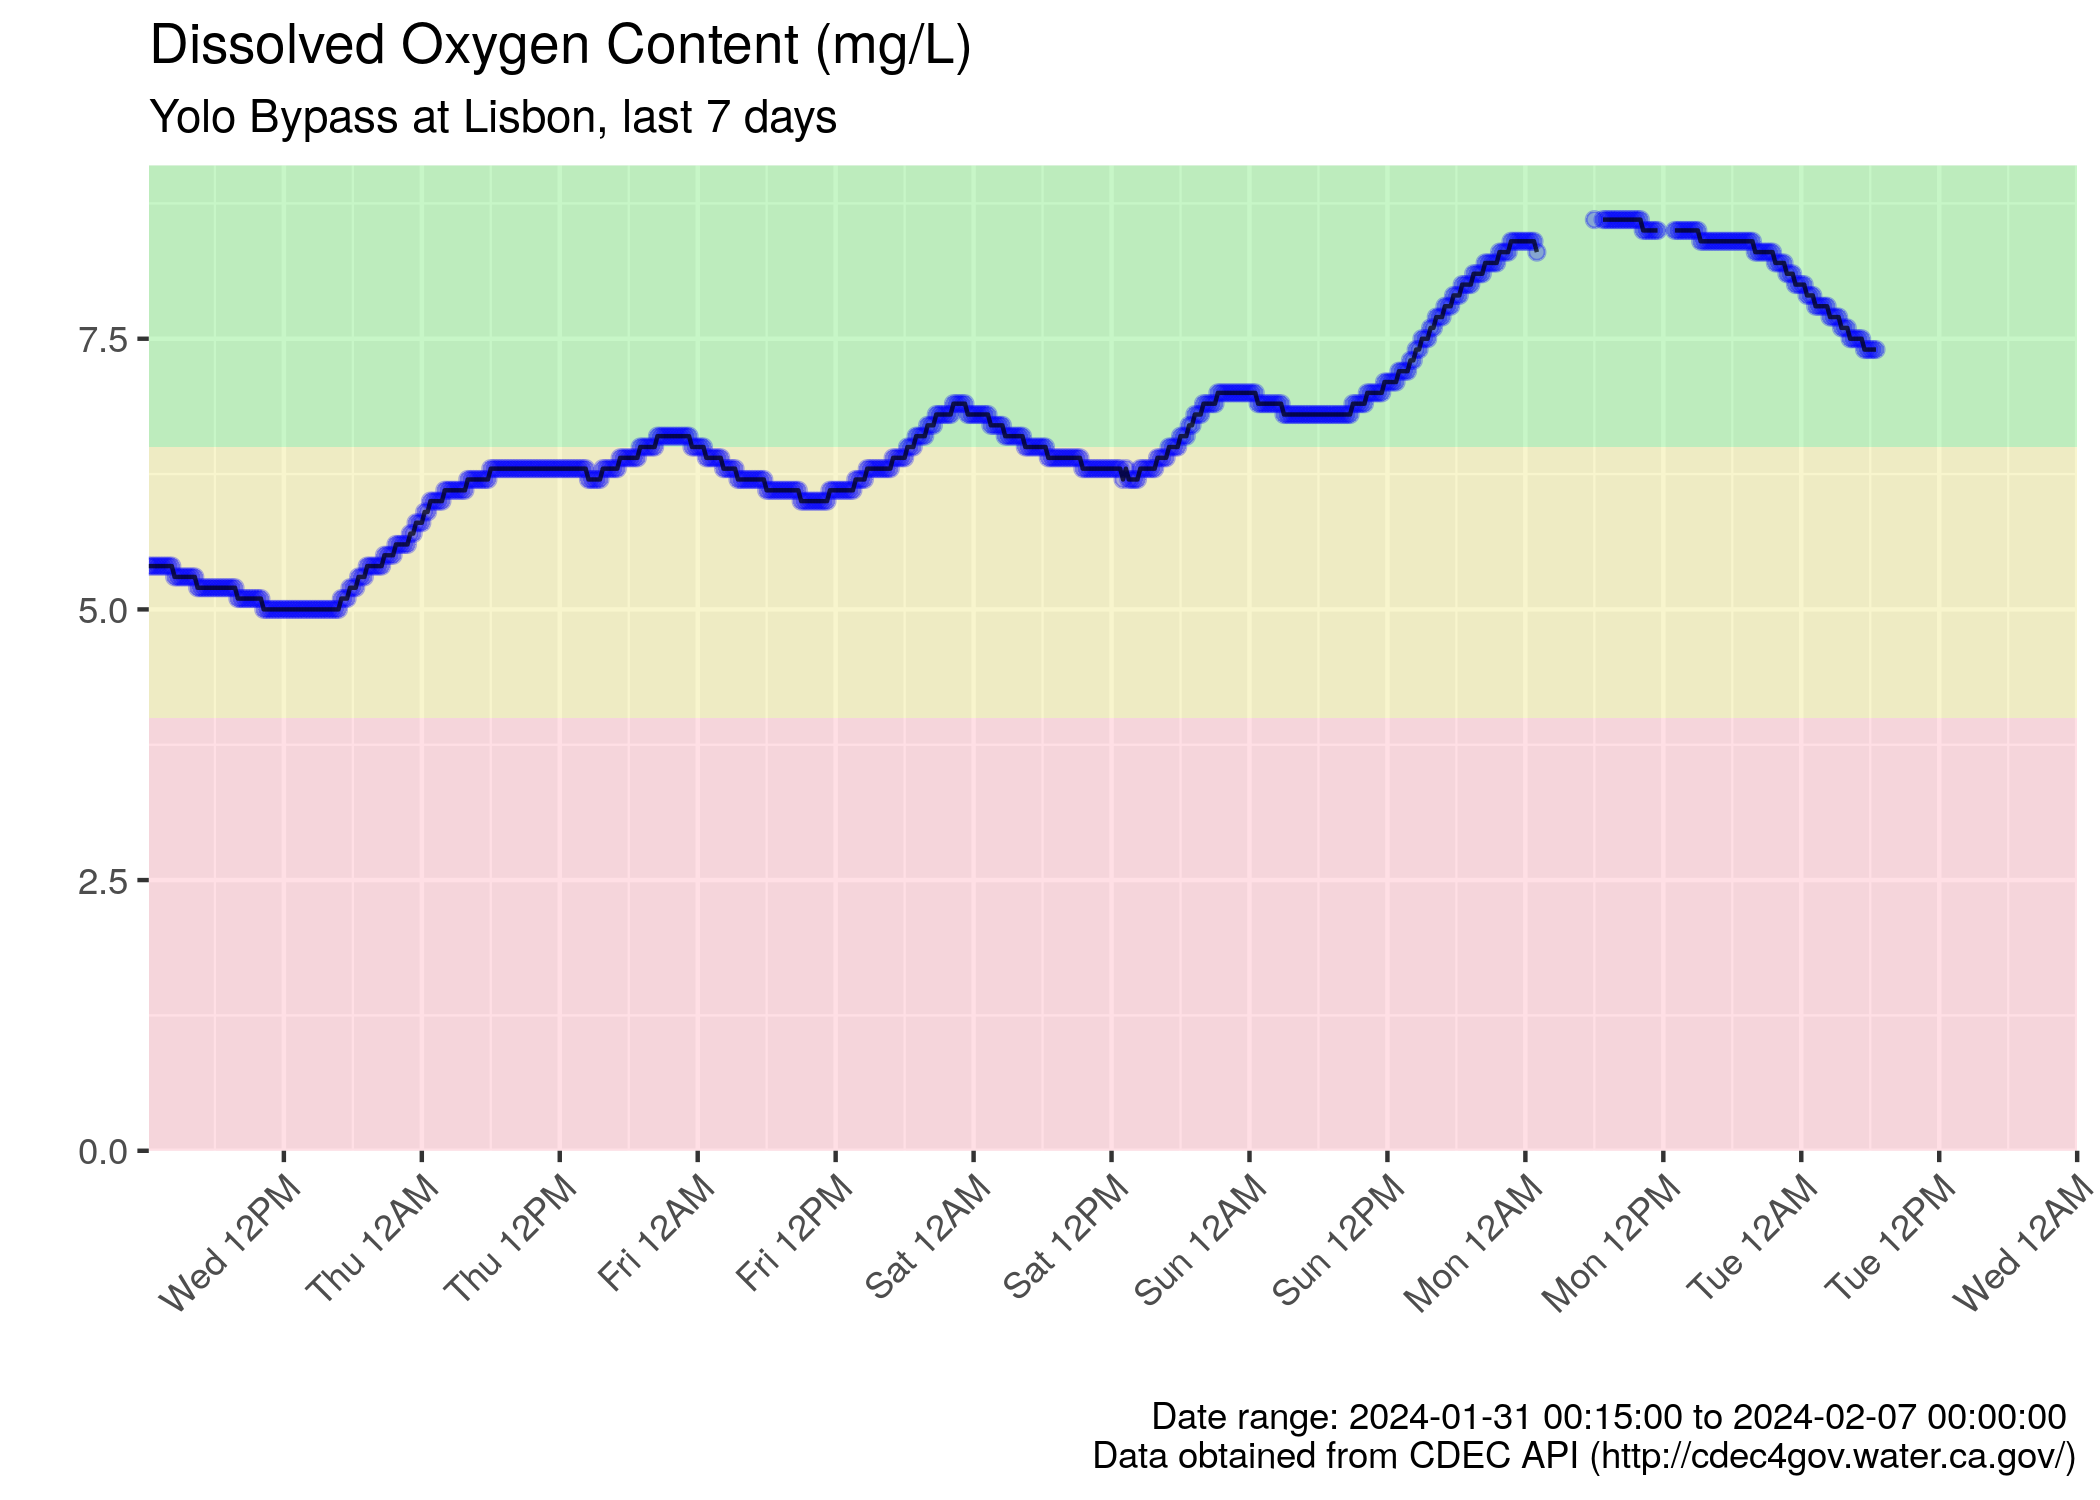 Dissolved Oxygen Content (mg/L)
Yolo Bypass at Lisbon, last 7 days
7.5
5.0
2.5
0.0
Wed 12PM
Thu 12AM
Thu 12PM
Fri 12AM
Fri 12PM
Sat 12AM
Sat 12PM
Sun 12AM
Sun 12PM
Mon 12AM
Mon 12PM
Tue 12AM
Tue 12PM
Wed 12AM
Date range: 2024-01-31 00:15:00 to 2024-02-07 00:00:00
Data obtained from CDEC API (http://cdec4gov.water.ca.gov/)